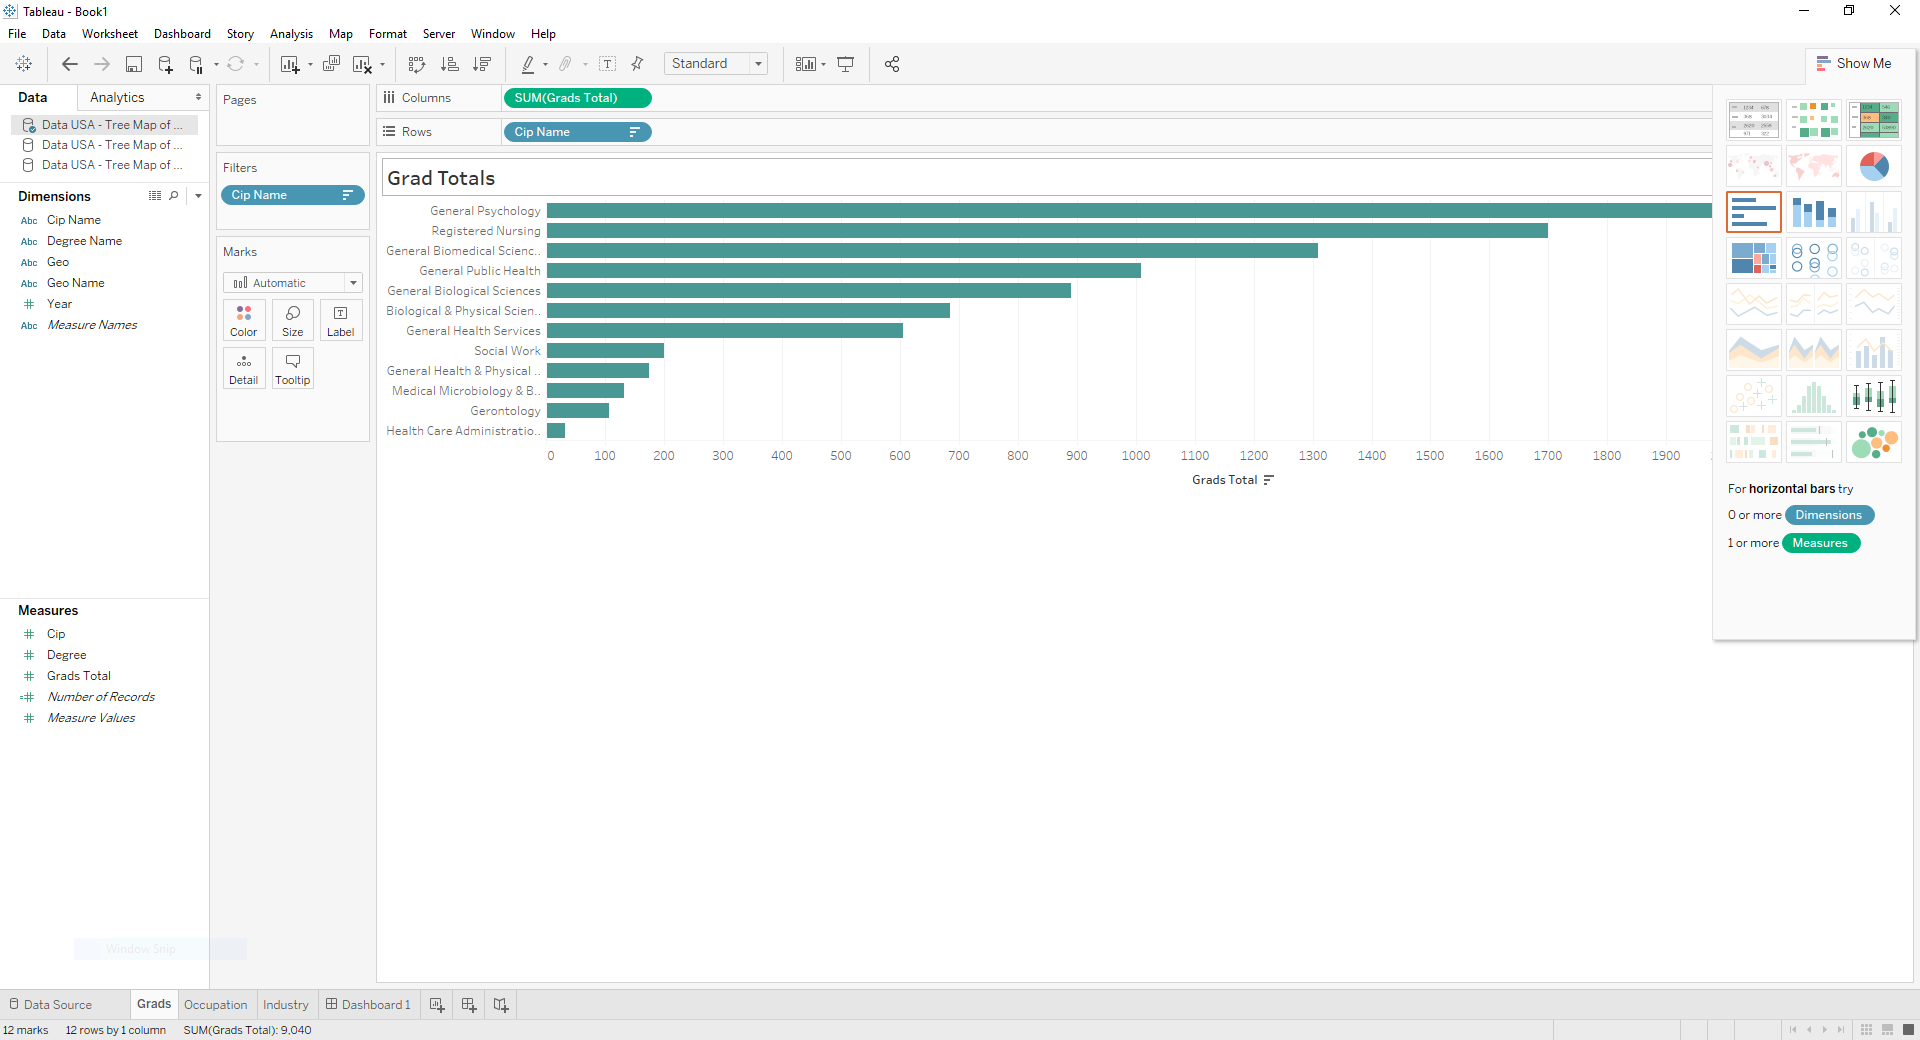 Tableau - Book1
File Data Worksheet Dashboard Story Analysis Map Format Server Window Help
Standard
Show Me
Data Analytics
Data USA - Tree Map of ...
Data USA - Tree Map of ...
Data USA - Tree Map of ...
Dimensions
Abc Cip Name
Abc Degree Name
Abc Geo
Abc Geo Name
# Year
Abc Measure Names
Measures
# Cip
# Degree
# Grads Total
=# Number of Records
# Measure Values
Window Snip
Pages
Filters
Cip Name
Marks
Automatic
Color Size Label
Detail Tooltip
Columns SUM(Grads Total)
Rows Cip Name
Grad Totals
General Psychology
Registered Nursing
General Biomedical Scienc..
General Public Health
General Biological Sciences
Biological & Physical Scien..
General Health Services
Social Work
General Health & Physical ..
Medical Microbiology & B..
Gerontology
Health Care Administratio..
0 100 200 300 400 500 600 700 800 900 1000 1100 1200 1300 1400 1500 1600 1700 1800 1900
Grads Total
For horizontal bars try
0 or more Dimensions
1 or more Measures
Data Source Grads Occupation Industry Dashboard 1
12 marks 12 rows by 1 column SUM(Grads Total): 9,040